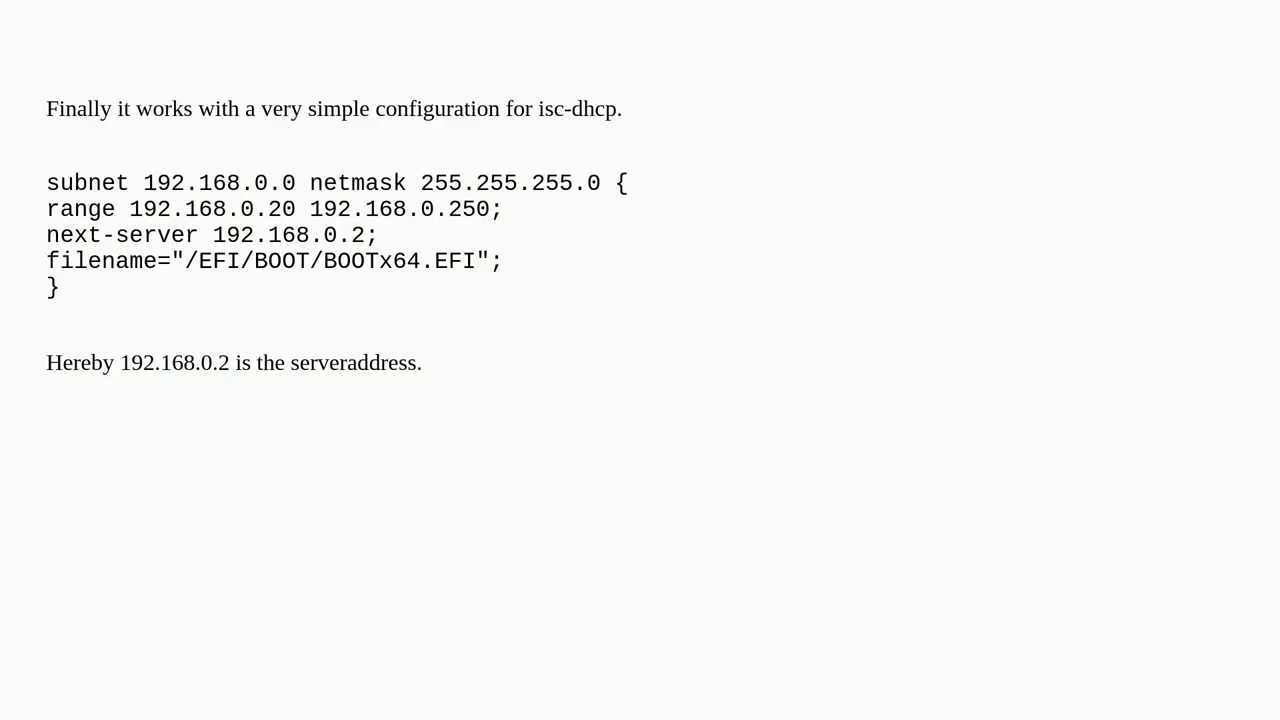 Finally it works with a very simple configuration for isc-dhcp.
subnet 192.168.0.0 netmask 255.255.255.0 {
range 192.168.0.20 192.168.0.250;
next-server 192.168.0.2;
filename="/EFI/BOOT/BOOTx64.EFI";
}
Hereby 192.168.0.2 is the serveraddress.